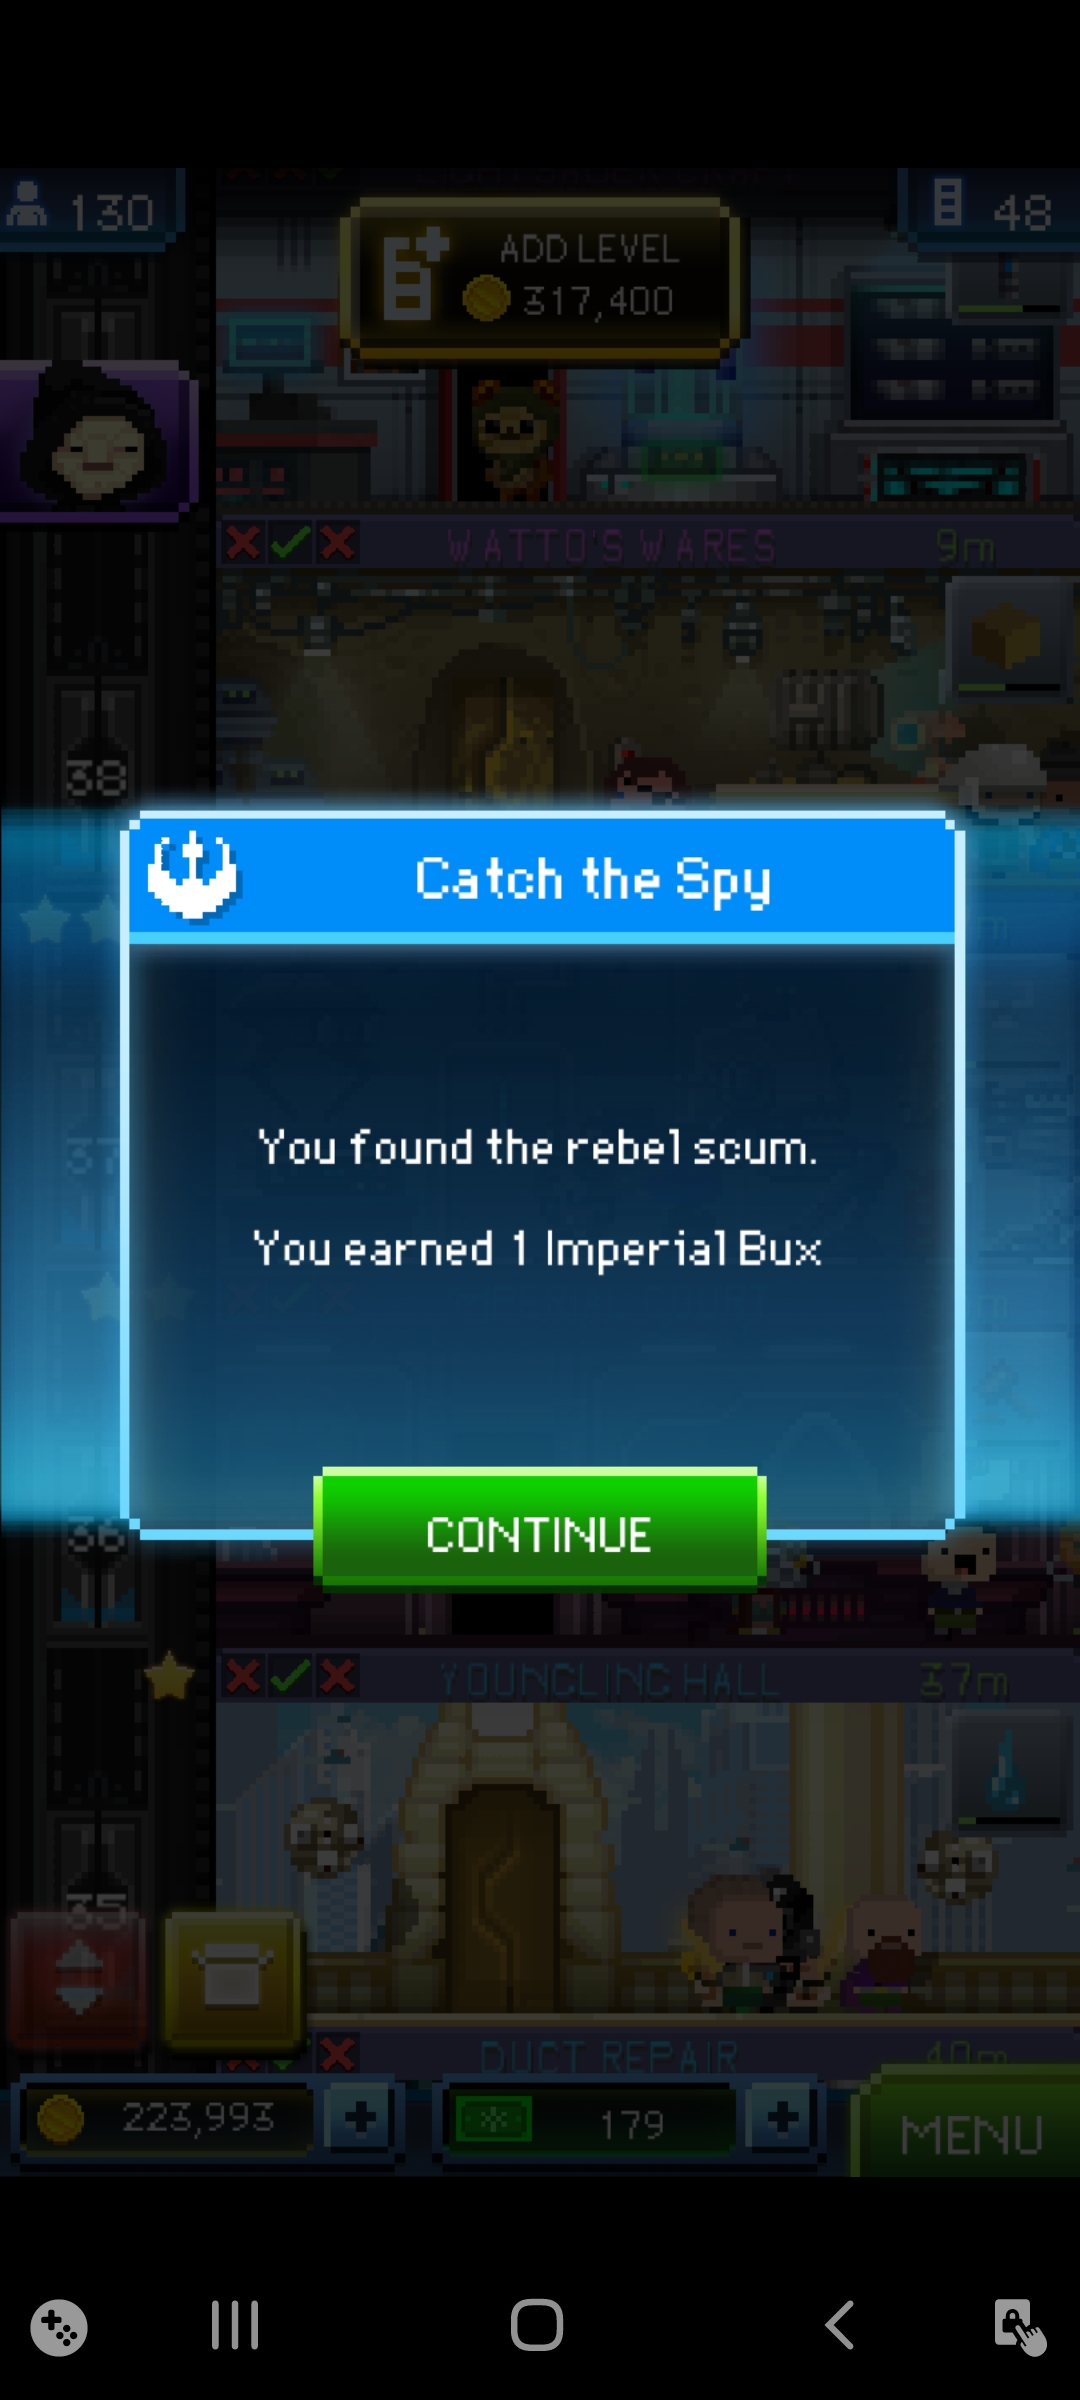 130
48
ADD LEVEL
317,400
WATTO'S WARES
9m
38
Catch the Spy
37
You found the rebel scum.
You earned 1 Imperial Bux
CONTINUE
36
YOUNGLING HALL
37m
35
DUCT REPAIR
40m
223,993
179
MENU